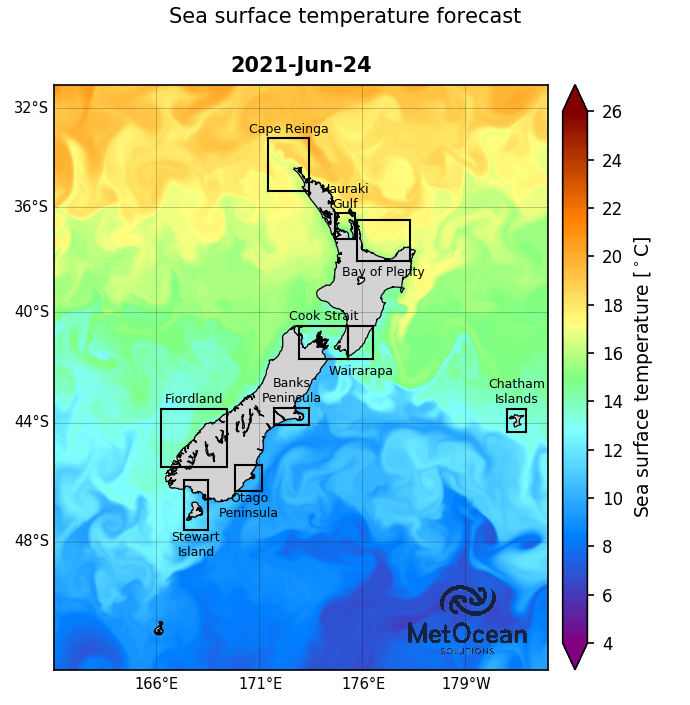 Sea surface temperature forecast
2021-Jun-24
32°S
36°S
40°S
44°S
48°S
166°E
171°E
176°E
179°W
Cape Reinga
Hauraki
Gulf
Bay of Plenty
Cook Strait
Wairarapa
Banks
Peninsula
Fiordland
Chatham
Islands
Otago
Peninsula
Stewart
Island
MetOcean
SOLUTIONS
26
24
22
20
18
16
14
12
10
8
6
4
Sea surface temperature [°C]